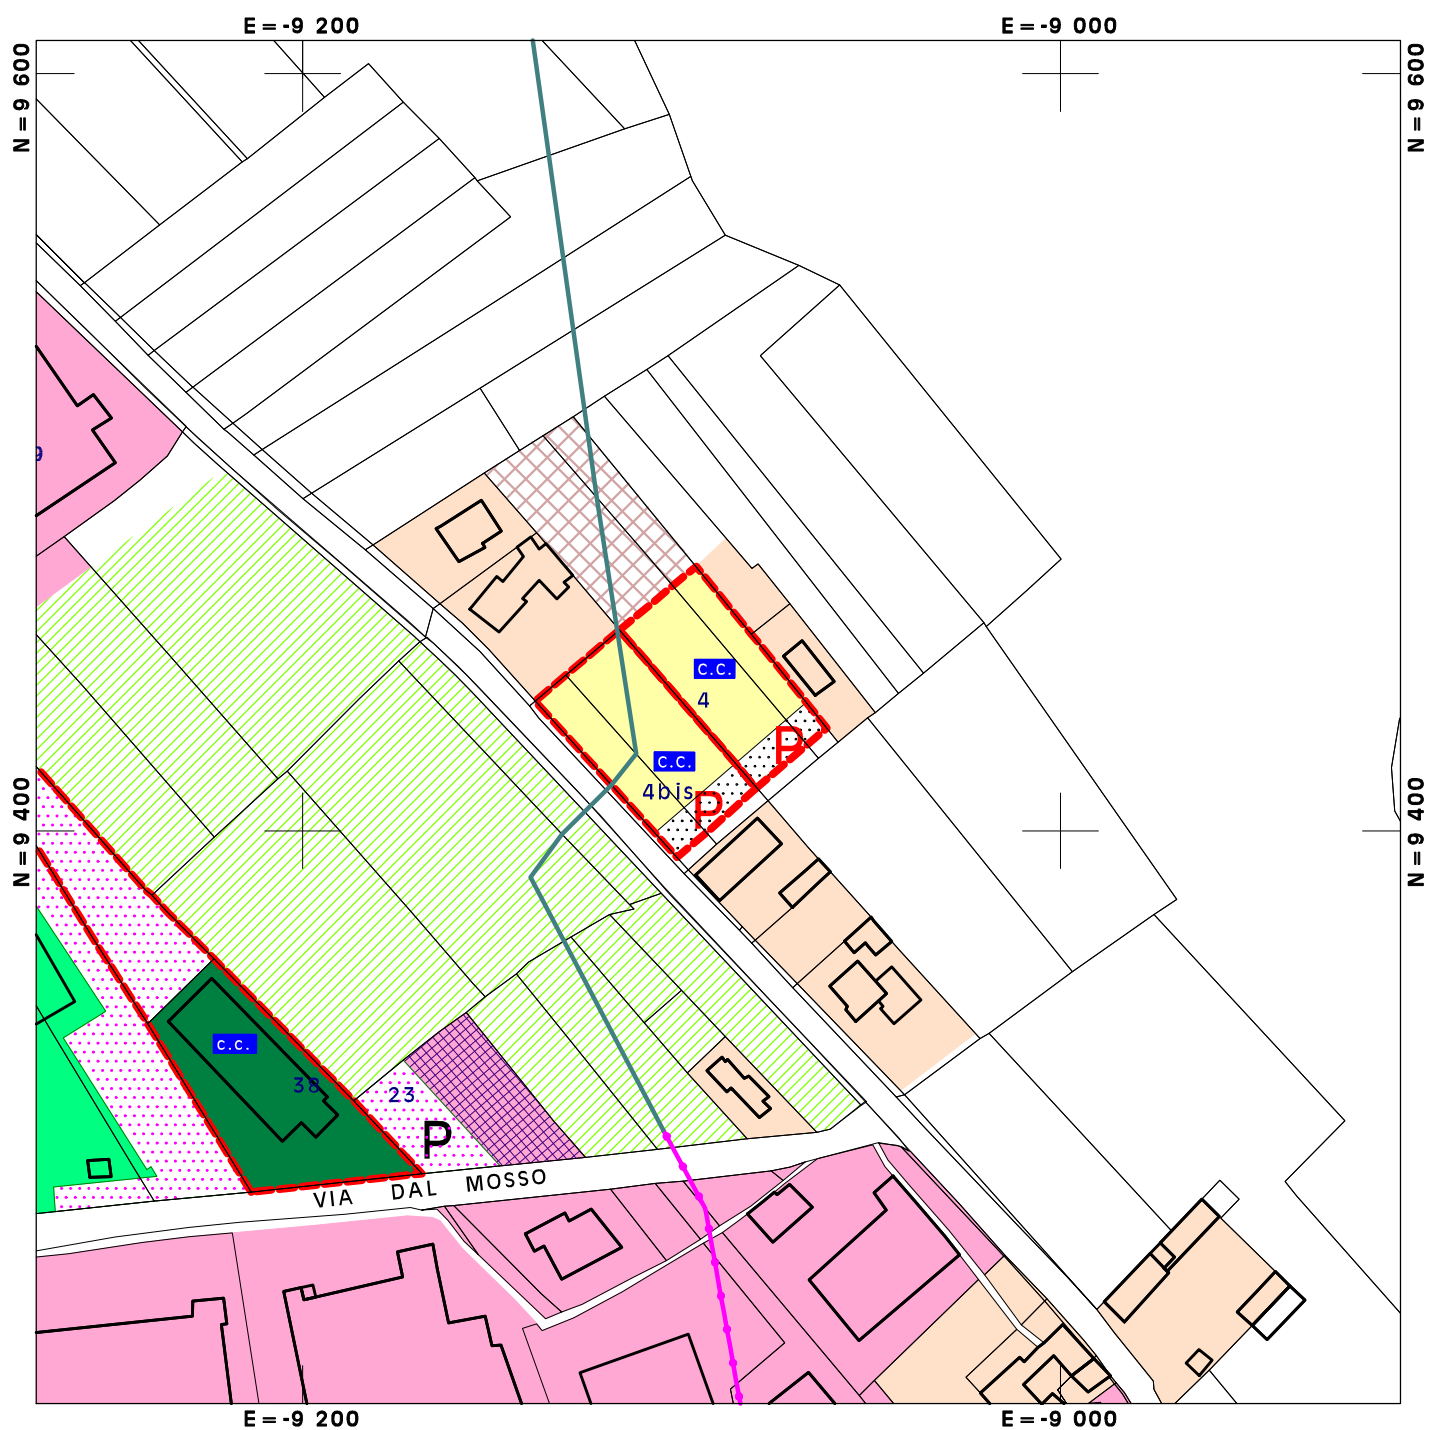 E = -9 200
E = -9 000
N = 9 600
N = 9 600
9
c.c.
4
c.c.
P
4bis
P
N = 9 400
N = 9 400
c.c.
38
23
P
VIA DAL MOSSO
E = -9 200
E = -9 000